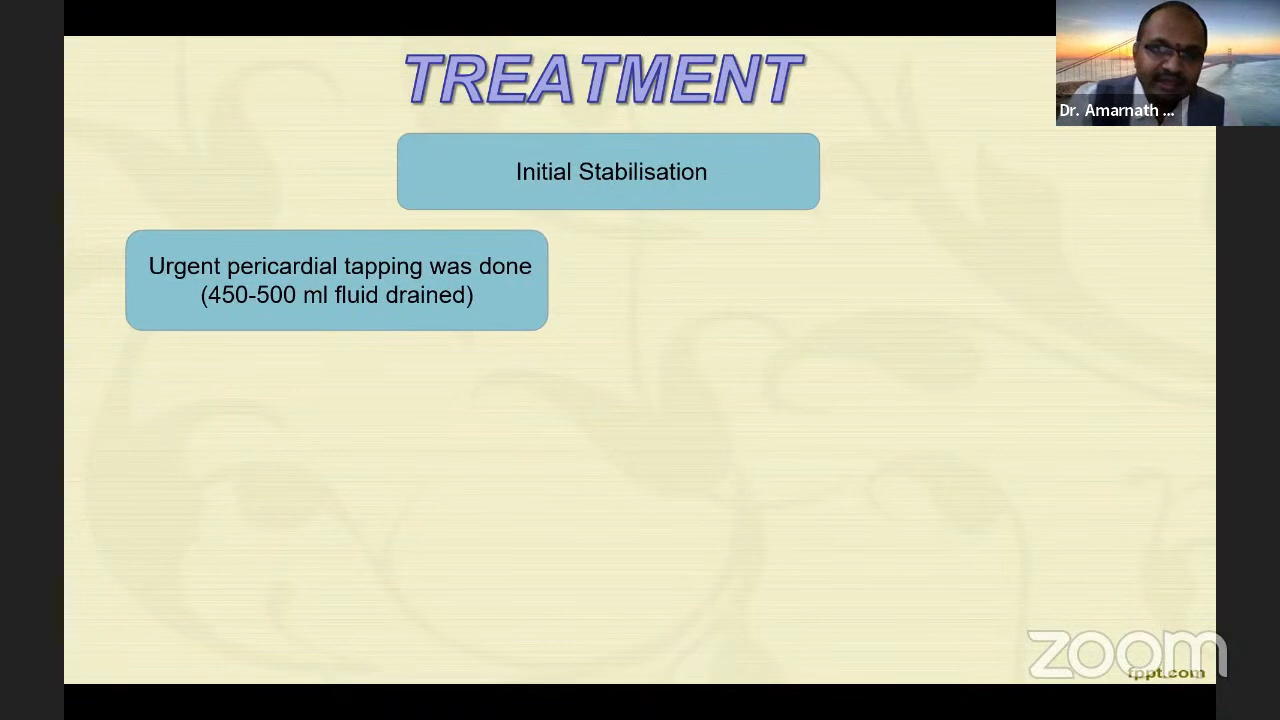 TREATMENT
Dr. Amarnath ...
Initial Stabilisation
Urgent pericardial tapping was done
(450-500 ml fluid drained)
zoom
fppt.com